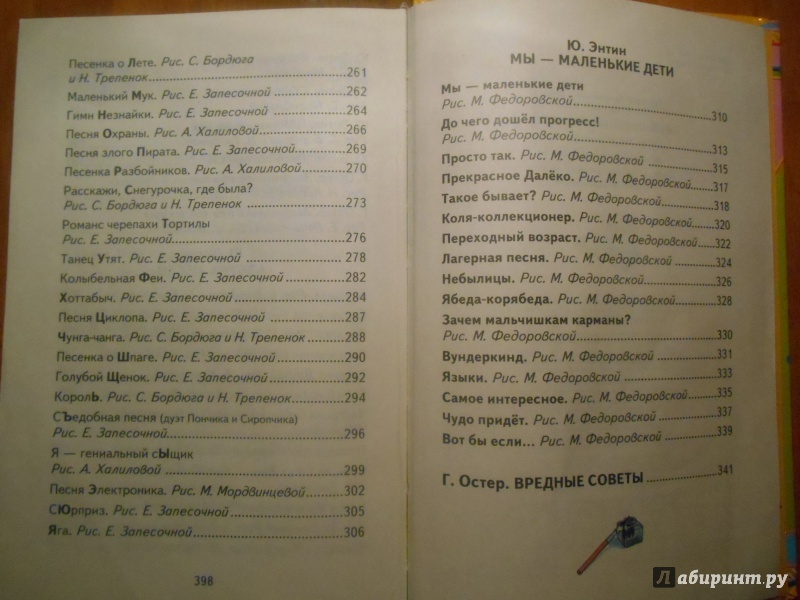 Песенка о Лете. Рис. С. Бордюга
и Н. Трепенок 261
Маленький Мук. Рис. Е. Запесочной 262
Гимн Незнайки. Рис. Е. Запесочной 264
Песня Охраны. Рис. А. Халиловой 266
Песня злого Пирата. Рис. Е. Запесочной 269
Песенка Разбойников. Рис. А. Халиловой 270
Расскажи, Снегурочка, где была?
Рис. С. Бордюга и Н. Трепенок 273
Романс черепахи Тортилы
Рис. Е. Запесочной 276
Танец Утят. Рис. Е. Запесочной 278
Колыбельная Феи. Рис. Е. Запесочной 282
Хоттабыч. Рис. Е. Запесочной 284
Песня Циклопа. Рис. Е. Запесочной 287
Чунга-чанга. Рис. С. Бордюга и Н. Трепенок 288
Песенка о Шпаге. Рис. Е. Запесочной 290
Голубой Щенок. Рис. Е. Запесочной 292
КоролЬ. Рис. С. Бордюга и Н. Трепенок 294
СЪедобная песня (дуэт Пончика и Сиропчика)
Рис. Е. Запесочной 296
Я — гениальный сЫщик
Рис. А. Халиловой 299
Песня Электроника. Рис. М. Мордвинцевой 302
СЮрприз. Рис. Е. Запесочной 305
Яга. Рис. Е. Запесочной 306
398
Ю. Энтин
МЫ — МАЛЕНЬКИЕ ДЕТИ
Мы — маленькие дети
Рис. М. Федоровской 310
До чего дошёл прогресс!
Рис. М. Федоровской 313
Просто так. Рис. М. Федоровской 315
Прекрасное Далёко. Рис. М. Федоровской 317
Такое бывает? Рис. М. Федоровской 318
Коля-коллекционер. Рис. М. Федоровской 320
Переходный возраст. Рис. М. Федоровской 322
Лагерная песня. Рис. М. Федоровской 324
Небылицы. Рис. М. Федоровской 326
Ябеда-корябеда. Рис. М. Федоровской 328
Зачем мальчишкам карманы?
Рис. М. Федоровской 330
Вундеркинд. Рис. М. Федоровской 331
Языки. Рис. М. Федоровской 333
Самое интересное. Рис. М. Федоровской 335
Чудо придёт. Рис. М. Федоровской 337
Вот бы если... Рис. М. Федоровской 339
Г. Остер. ВРЕДНЫЕ СОВЕТЫ 341
Лабиринт.ру